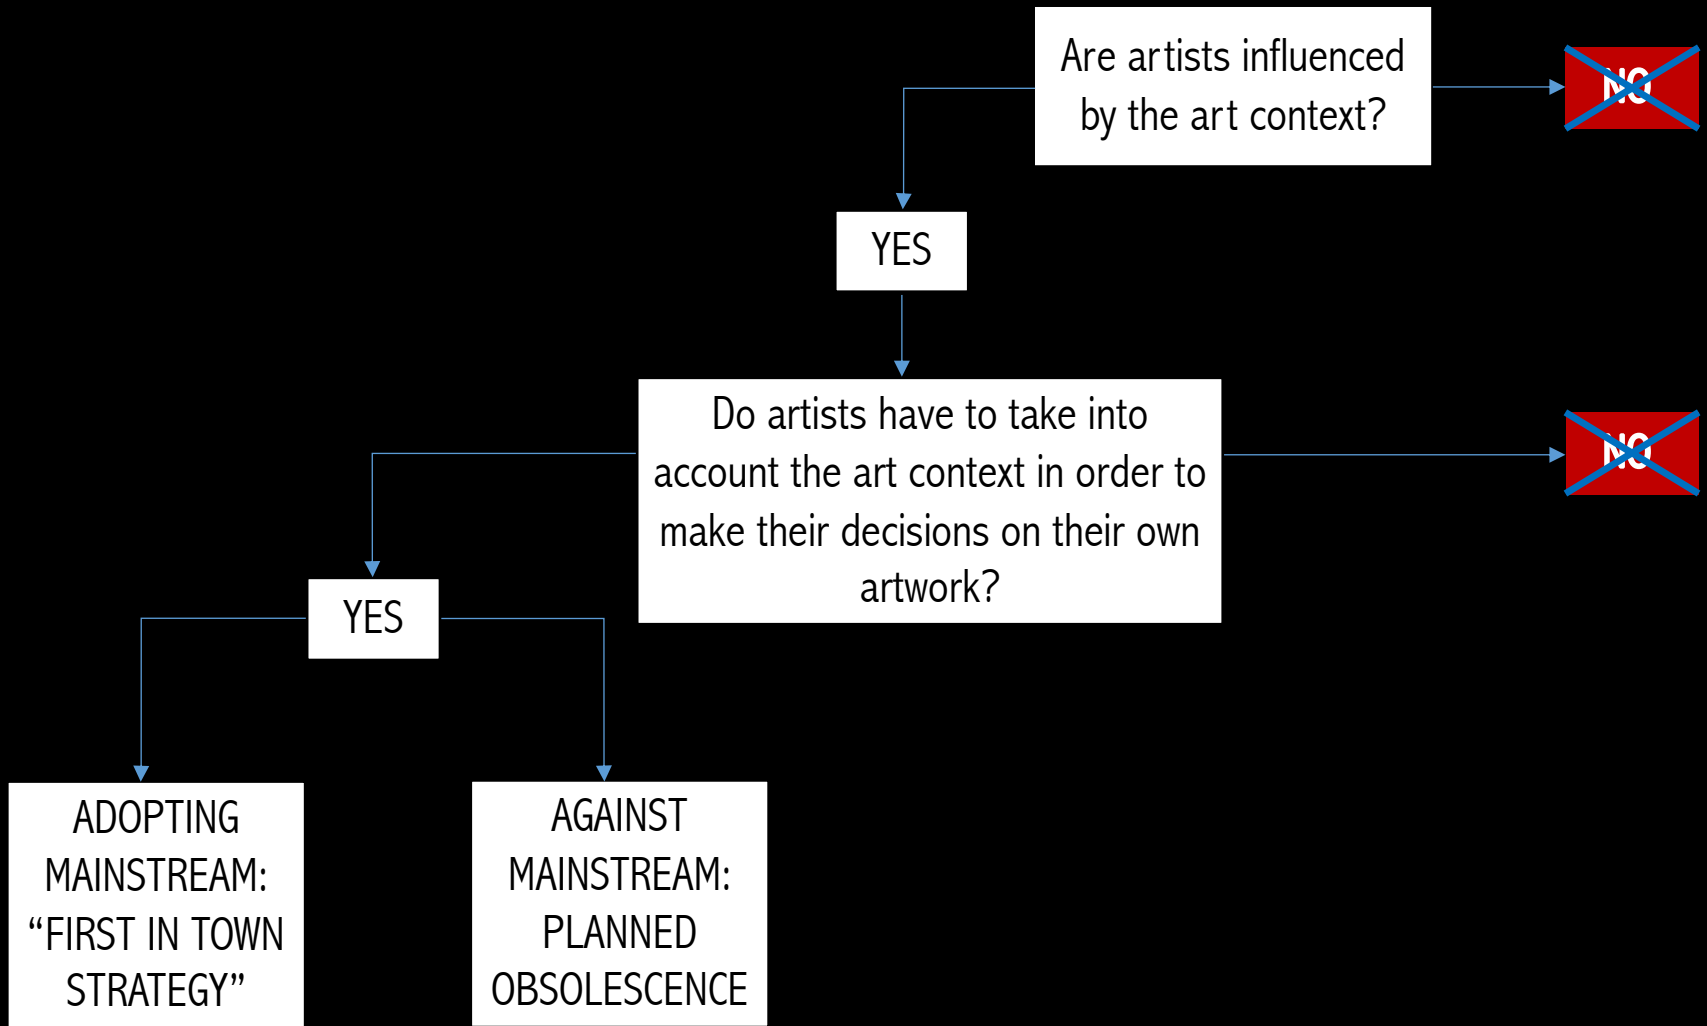 Are artists influenced
by the art context?
NO
YES
Do artists have to take into
account the art context in order to
make their decisions on their own
artwork?
NO
YES
ADOPTING
MAINSTREAM:
“FIRST IN TOWN
STRATEGY”
AGAINST
MAINSTREAM:
PLANNED
OBSOLESCENCE